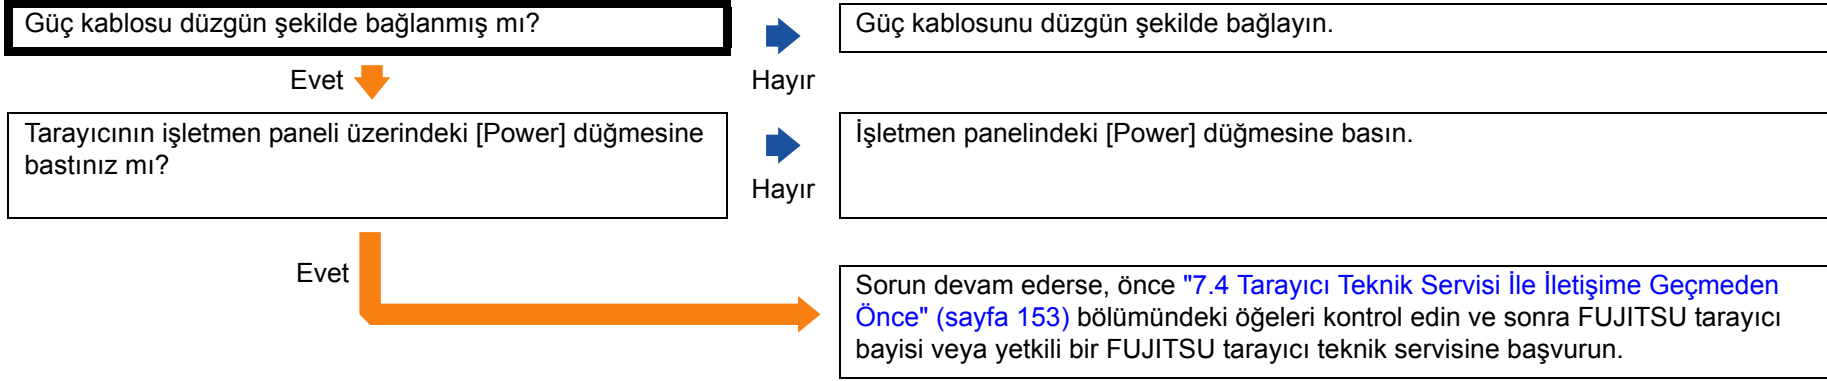 Güç kablosu düzgün şekilde bağlanmış mı?
Güç kablosunu düzgün şekilde bağlayın.
Evet
Hayır
Tarayıcının işletmen paneli üzerindeki [Power] düğmesine
bastınız mı?
İşletmen panelindeki [Power] düğmesine basın.
Hayır
Evet
Sorun devam ederse, önce "7.4 Tarayıcı Teknik Servisi İle İletişime Geçmeden
Önce" (sayfa 153) bölümündeki öğeleri kontrol edin ve sonra FUJITSU tarayıcı
bayisi veya yetkili bir FUJITSU tarayıcı teknik servisine başvurun.